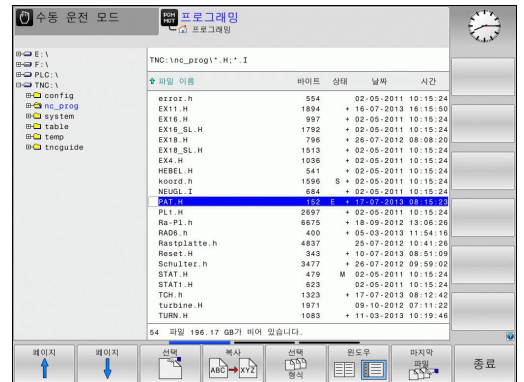 수동 운전 모드
PGM
MGT
프로그래밍
프로그래밍
E:\
F:\
PLC:\
TNC:\
config
nc_prog
system
table
temp
tncguide
TNC:\nc_prog\*.H;*.I
파일 이름 바이트 상태 날짜 시간
error.h 554 02-05-2011 10:15:24
EX11.H 1894 + 16-07-2013 16:15:50
EX16.H 997 + 02-05-2011 10:15:24
EX16_SL.H 1792 + 02-05-2011 10:15:24
EX18.H 796 + 26-07-2012 08:08:20
EX18_SL.H 1513 + 02-05-2011 10:15:24
EX4.H 1036 + 02-05-2011 10:15:24
HEBEL.H 541 + 02-05-2011 10:15:24
koord.h 1596 S + 02-05-2011 10:15:24
NEUGL.I 684 + 02-05-2011 10:15:24
PAT.H 152 E + 17-07-2013 08:15:23
PL1.H 2697 + 02-05-2011 10:15:24
Ra-Pl.h 6675 + 18-09-2012 13:06:26
RAD6.h 400 + 05-03-2013 11:54:16
Rastplatte.h 4837 25-07-2012 10:41:26
Reset.H 343 + 10-07-2013 08:51:09
Schulter.h 3477 + 26-07-2012 09:59:02
STAT.H 479 M 02-05-2011 10:15:24
STAT1.H 623 02-05-2011 10:15:24
TCH.h 1323 + 17-07-2013 08:12:42
turbine.H 1971 09-10-2012 07:11:22
TURN.H 1083 + 11-03-2013 10:19:46
54 파일 196.17 GB가 비어 있습니다.
페이지
페이지
선택
복사
ABC XYZ
선택
형식
윈도우
마지막
파일
종료